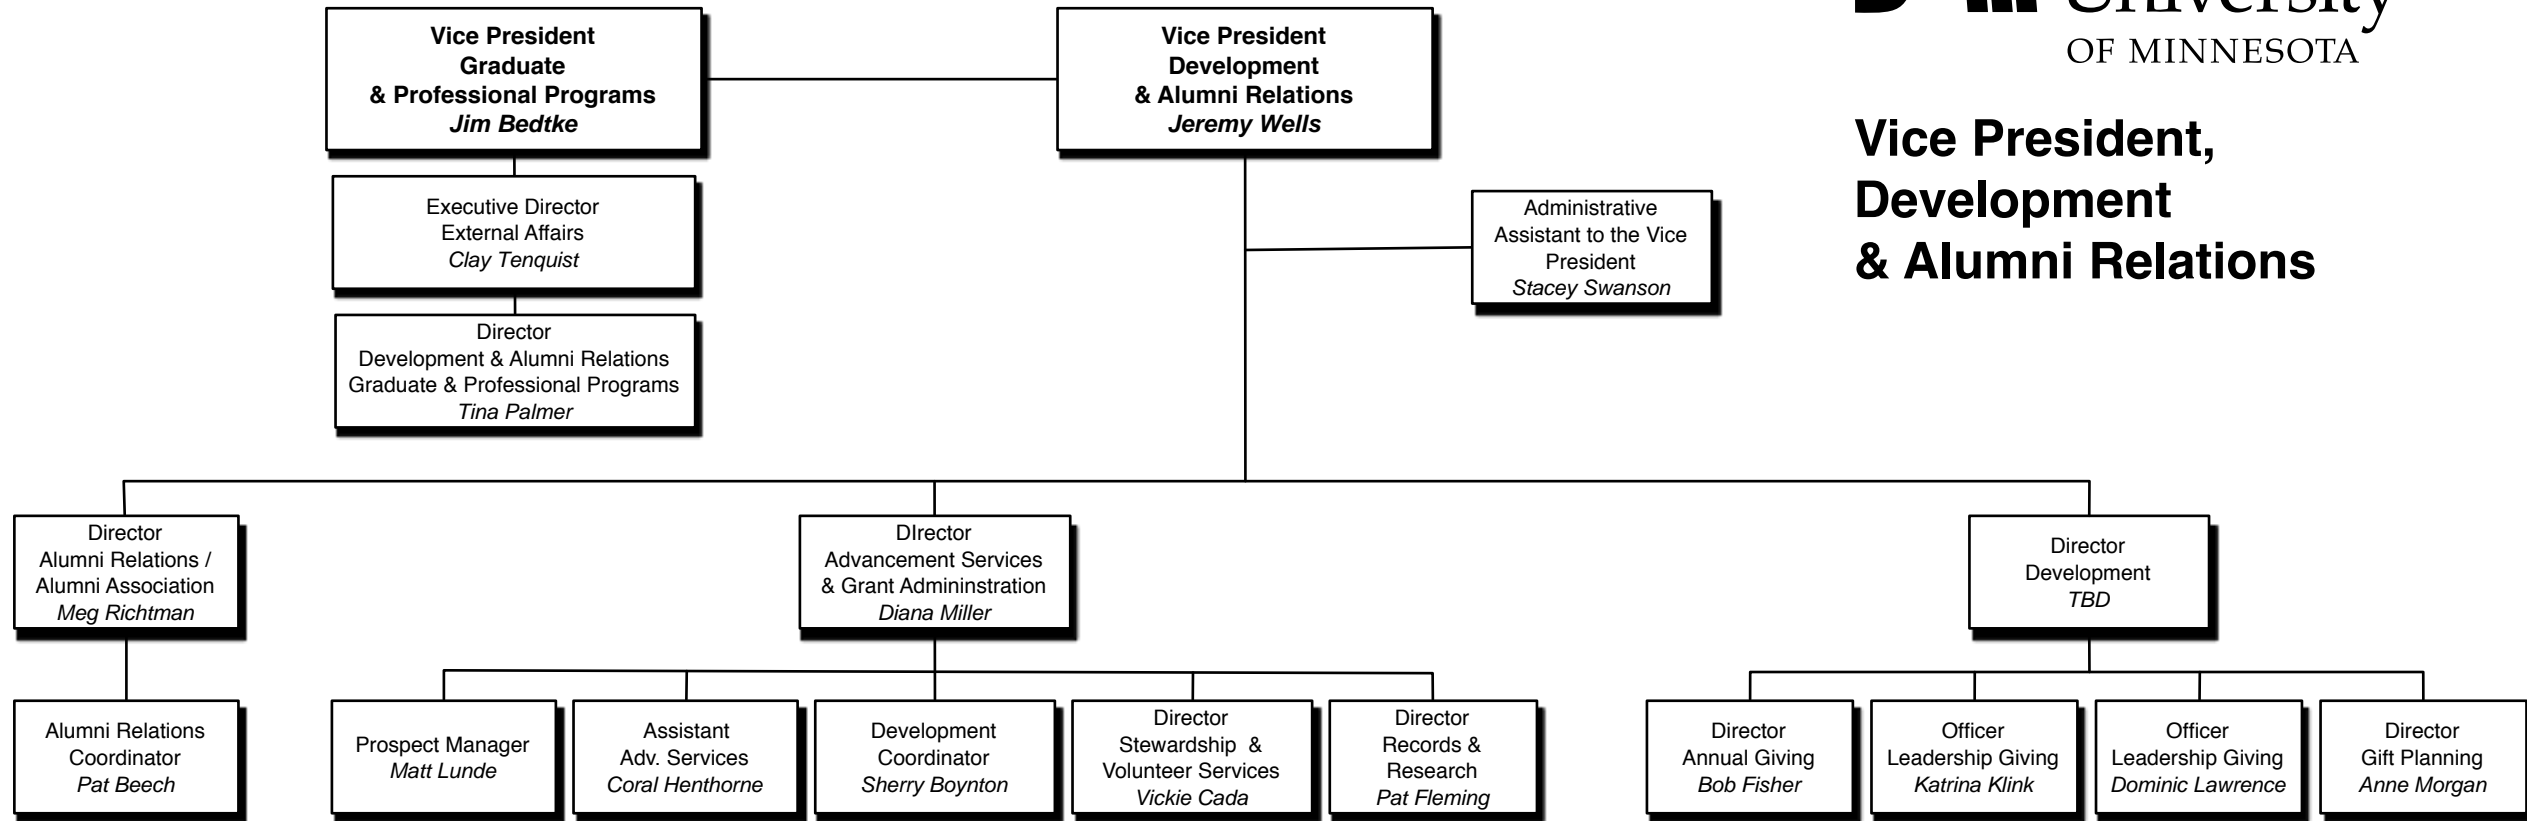 University
OF MINNESOTA
Vice President,
Development
& Alumni Relations
Vice President
Graduate
& Professional Programs
Jim Bedtke
Vice President
Development
& Alumni Relations
Jeremy Wells
Executive Director
External Affairs
Clay Tenquist
Administrative
Assistant to the Vice
President
Stacey Swanson
Director
Development & Alumni Relations
Graduate & Professional Programs
Tina Palmer
Director
Alumni Relations /
Alumni Association
Meg Richtman
DIrector
Advancement Services
& Grant Admininstration
Diana Miller
Director
Development
TBD
Alumni Relations
Coordinator
Pat Beech
Prospect Manager
Matt Lunde
Assistant
Adv. Services
Coral Henthorne
Development
Coordinator
Sherry Boynton
Director
Stewardship &
Volunteer Services
Vickie Cada
Director
Records &
Research
Pat Fleming
Director
Annual Giving
Bob Fisher
Officer
Leadership Giving
Katrina Klink
Officer
Leadership Giving
Dominic Lawrence
Director
Gift Planning
Anne Morgan